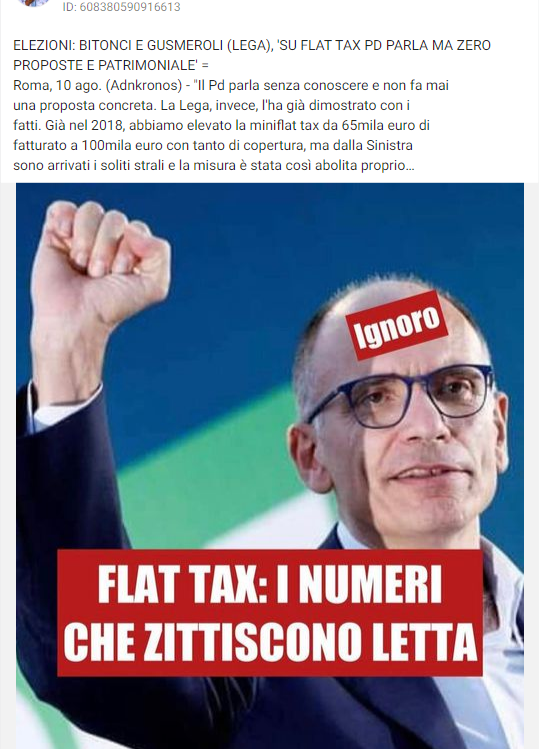 ID: 608380590916613
ELEZIONI: BITONCI E GUSMEROLI (LEGA), 'SU FLAT TAX PD PARLA MA ZERO
PROPOSTE E PATRIMONIALE' =
Roma, 10 ago. (Adnkronos) - "Il Pd parla senza conoscere e non fa mai
una proposta concreta. La Lega, invece, l'ha già dimostrato con i
fatti. Già nel 2018, abbiamo elevato la miniflat tax da 65mila euro di
fatturato a 100mila euro con tanto di copertura, ma dalla Sinistra
sono arrivati i soliti strali e la misura è stata così abolita proprio...
Ignoro
FLAT TAX: I NUMERI
CHE ZITTISCONO LETTA